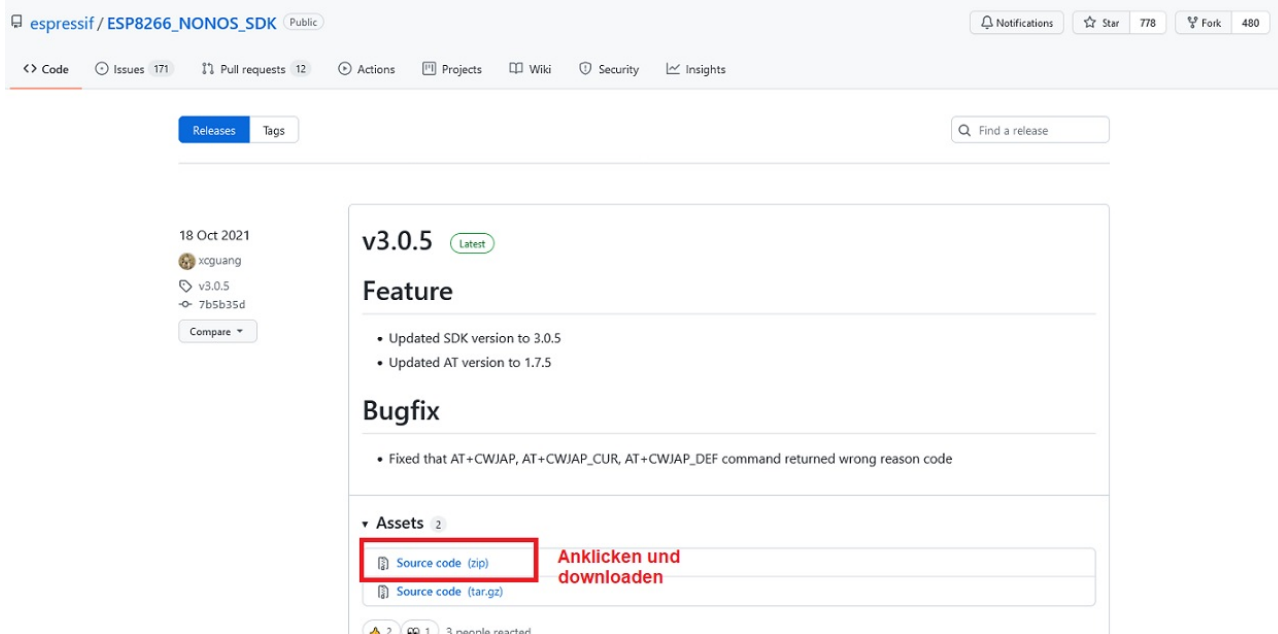 espressif / ESP8266_NONOS_SDK Public
Notifications Star 778 Fork 480
Code Issues 171 Pull requests 12 Actions Projects Wiki Security Insights
Releases Tags Find a release
18 Oct 2021
xcguang
v3.0.5
7b5b35d
Compare
v3.0.5 Latest
Feature
Updated SDK version to 3.0.5
Updated AT version to 1.7.5
Bugfix
Fixed that AT+CWJAP, AT+CWJAP_CUR, AT+CWJAP_DEF command returned wrong reason code
Assets 2
Source code (zip)
Anklicken und
downloaden
Source code (tar.gz)
2 1 3 people reacted